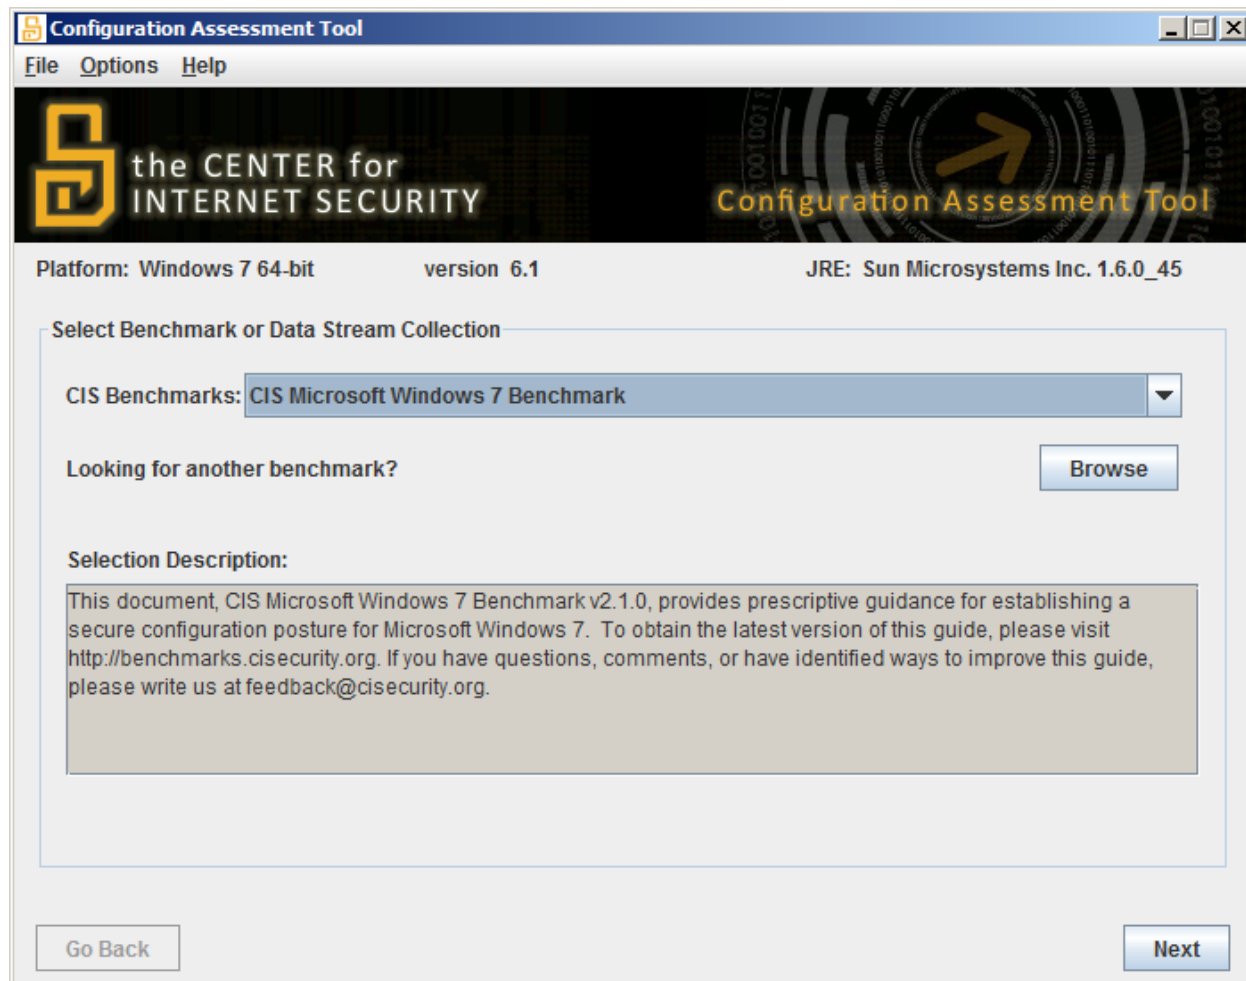 Configuration Assessment Tool
File Options Help
the CENTER for
INTERNET SECURITY
Configuration Assessment Tool
Platform: Windows 7 64-bit version 6.1 JRE: Sun Microsystems Inc. 1.6.0_45
Select Benchmark or Data Stream Collection
CIS Benchmarks: CIS Microsoft Windows 7 Benchmark
Looking for another benchmark? Browse
Selection Description:
This document, CIS Microsoft Windows 7 Benchmark v2.1.0, provides prescriptive guidance for establishing a
secure configuration posture for Microsoft Windows 7.  To obtain the latest version of this guide, please visit
http://benchmarks.cisecurity.org. If you have questions, comments, or have identified ways to improve this guide,
please write us at feedback@cisecurity.org.
Go Back Next